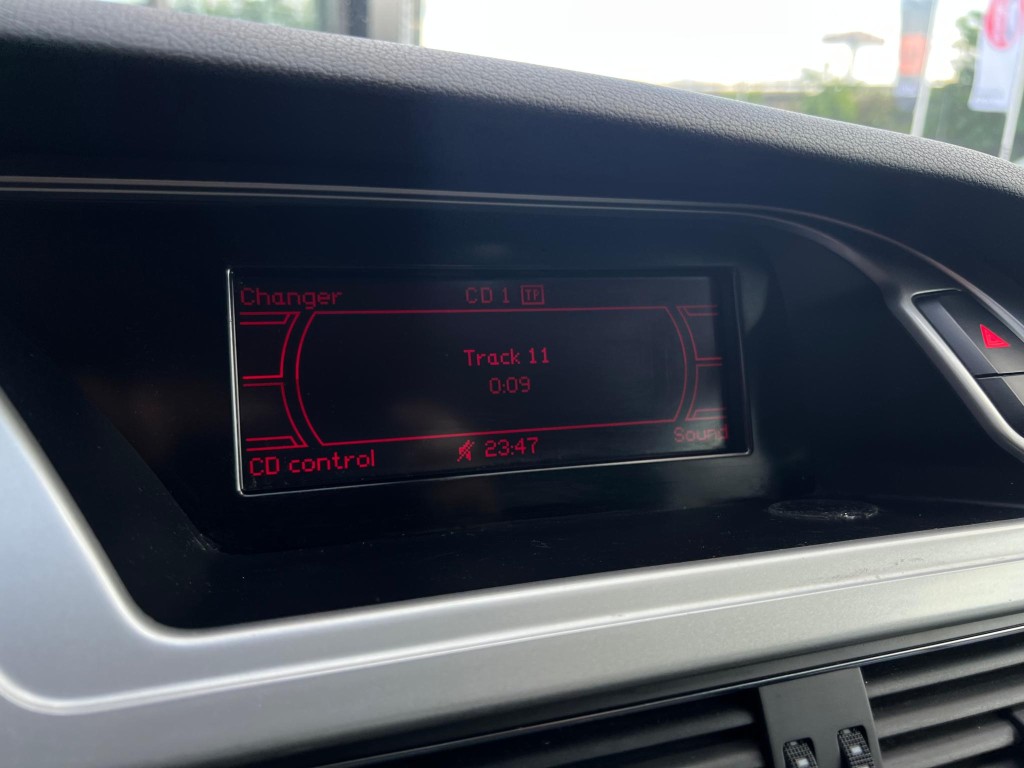 Changer CD 1 TP
Track 11
0:09
CD control 23:47 Sound